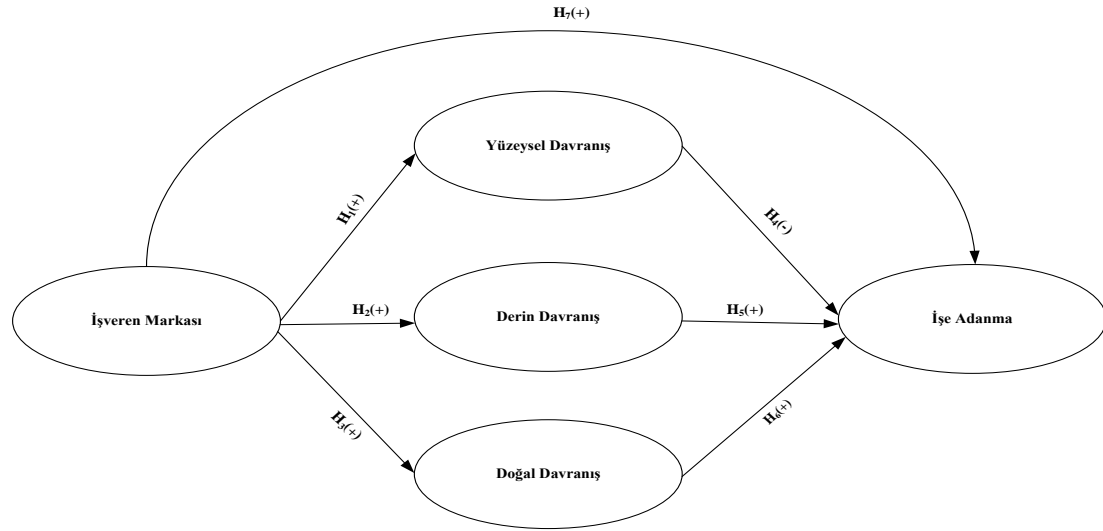 H₇(+)
Yüzeysel Davranış
H₁(+)
H₄(-)
İşveren Markası
H₂(+)
Derin Davranış
H₅(+)
İşe Adanma
H₃(+)
H₆(+)
Doğal Davranış